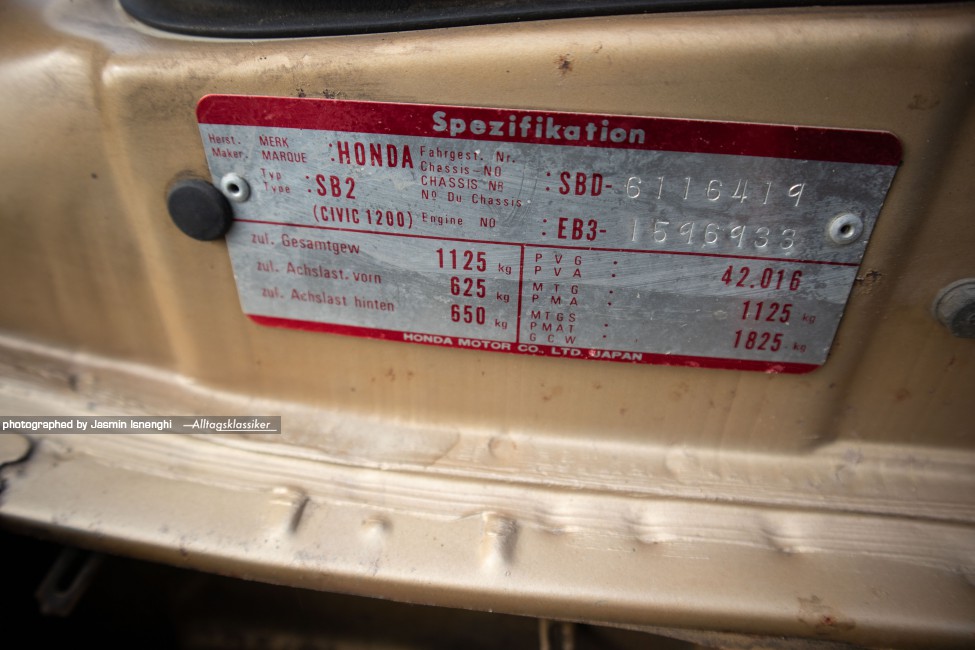 Spezifikation
Herst. MERK
Maker. MARQUE
:HONDA
Typ
Type
:SB2
(CIVIC 1200)
Fahrgest. Nr.
Chassis-NO
CHASSIS NR
Nº Du Chassis
:SBD-6116419
Engine NO
:EB3-1596933
zul. Gesamtgew 1125 kg
zul. Achslast. vorn 625 kg
zul. Achslast hinten 650 kg
PVG
PVA
: 42.016
MTG
PMA
: 1125 kg
MTGS
PMAT
GCW
: 1825 kg
HONDA MOTOR CO., LTD. JAPAN
photographed by Jasmin Isnenghi —Alltagsklassiker